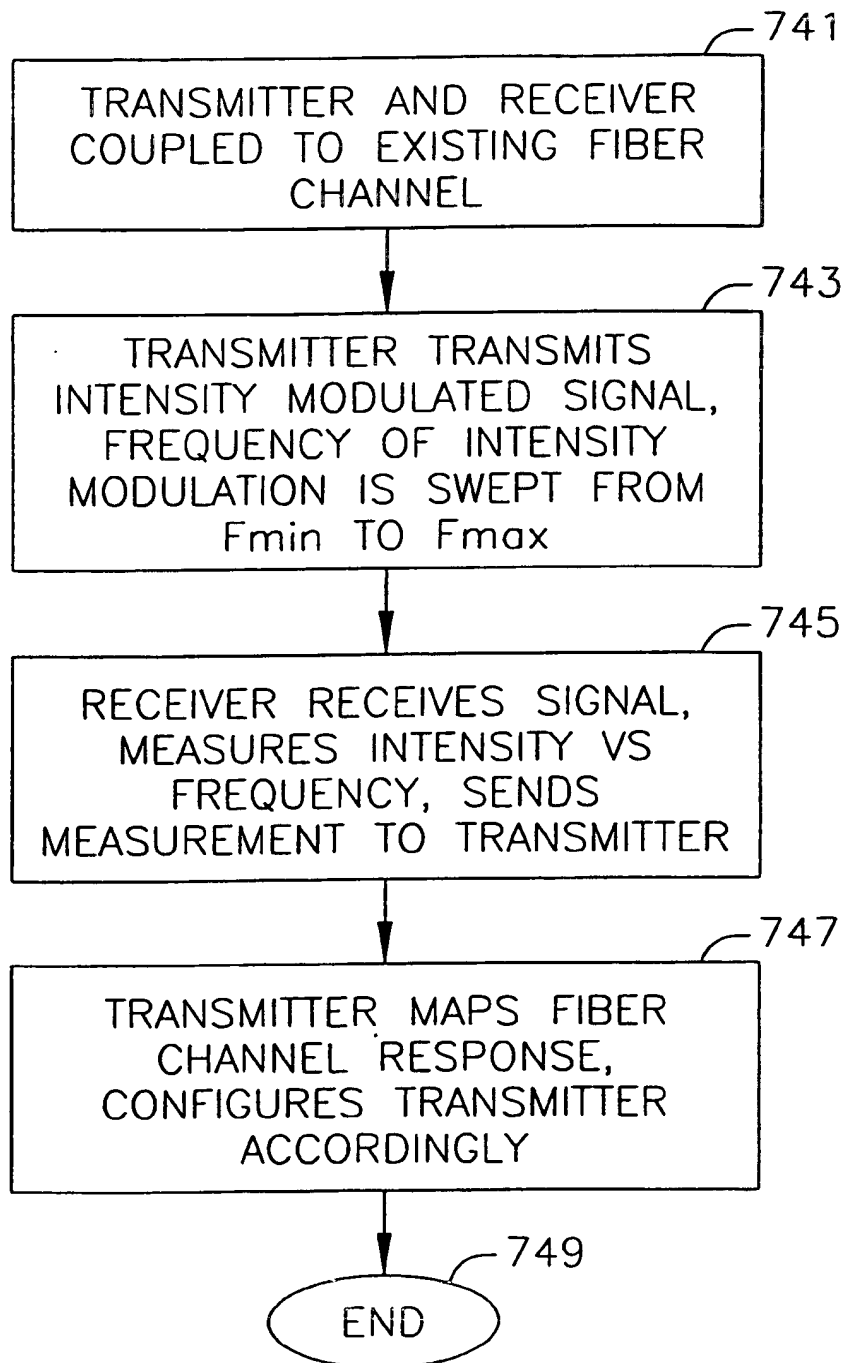 741
TRANSMITTER AND RECEIVER
COUPLED TO EXISTING FIBER
CHANNEL
743
TRANSMITTER TRANSMITS
INTENSITY MODULATED SIGNAL,
FREQUENCY OF INTENSITY
MODULATION IS SWEPT FROM
Fmin TO Fmax
745
RECEIVER RECEIVES SIGNAL,
MEASURES INTENSITY VS
FREQUENCY, SENDS
MEASUREMENT TO TRANSMITTER
747
TRANSMITTER MAPS FIBER
CHANNEL RESPONSE,
CONFIGURES TRANSMITTER
ACCORDINGLY
749
END